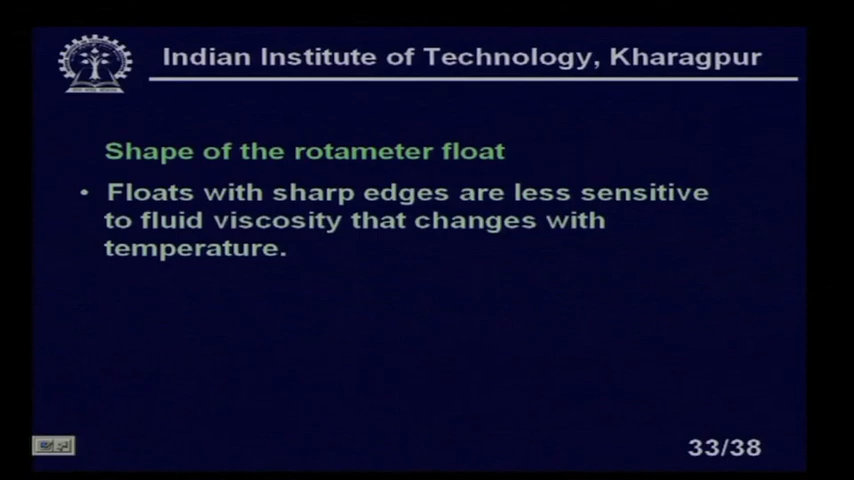 Indian Institute of Technology, Kharagpur
Shape of the rotameter float
• Floats with sharp edges are less sensitive
to fluid viscosity that changes with
temperature.
33/38